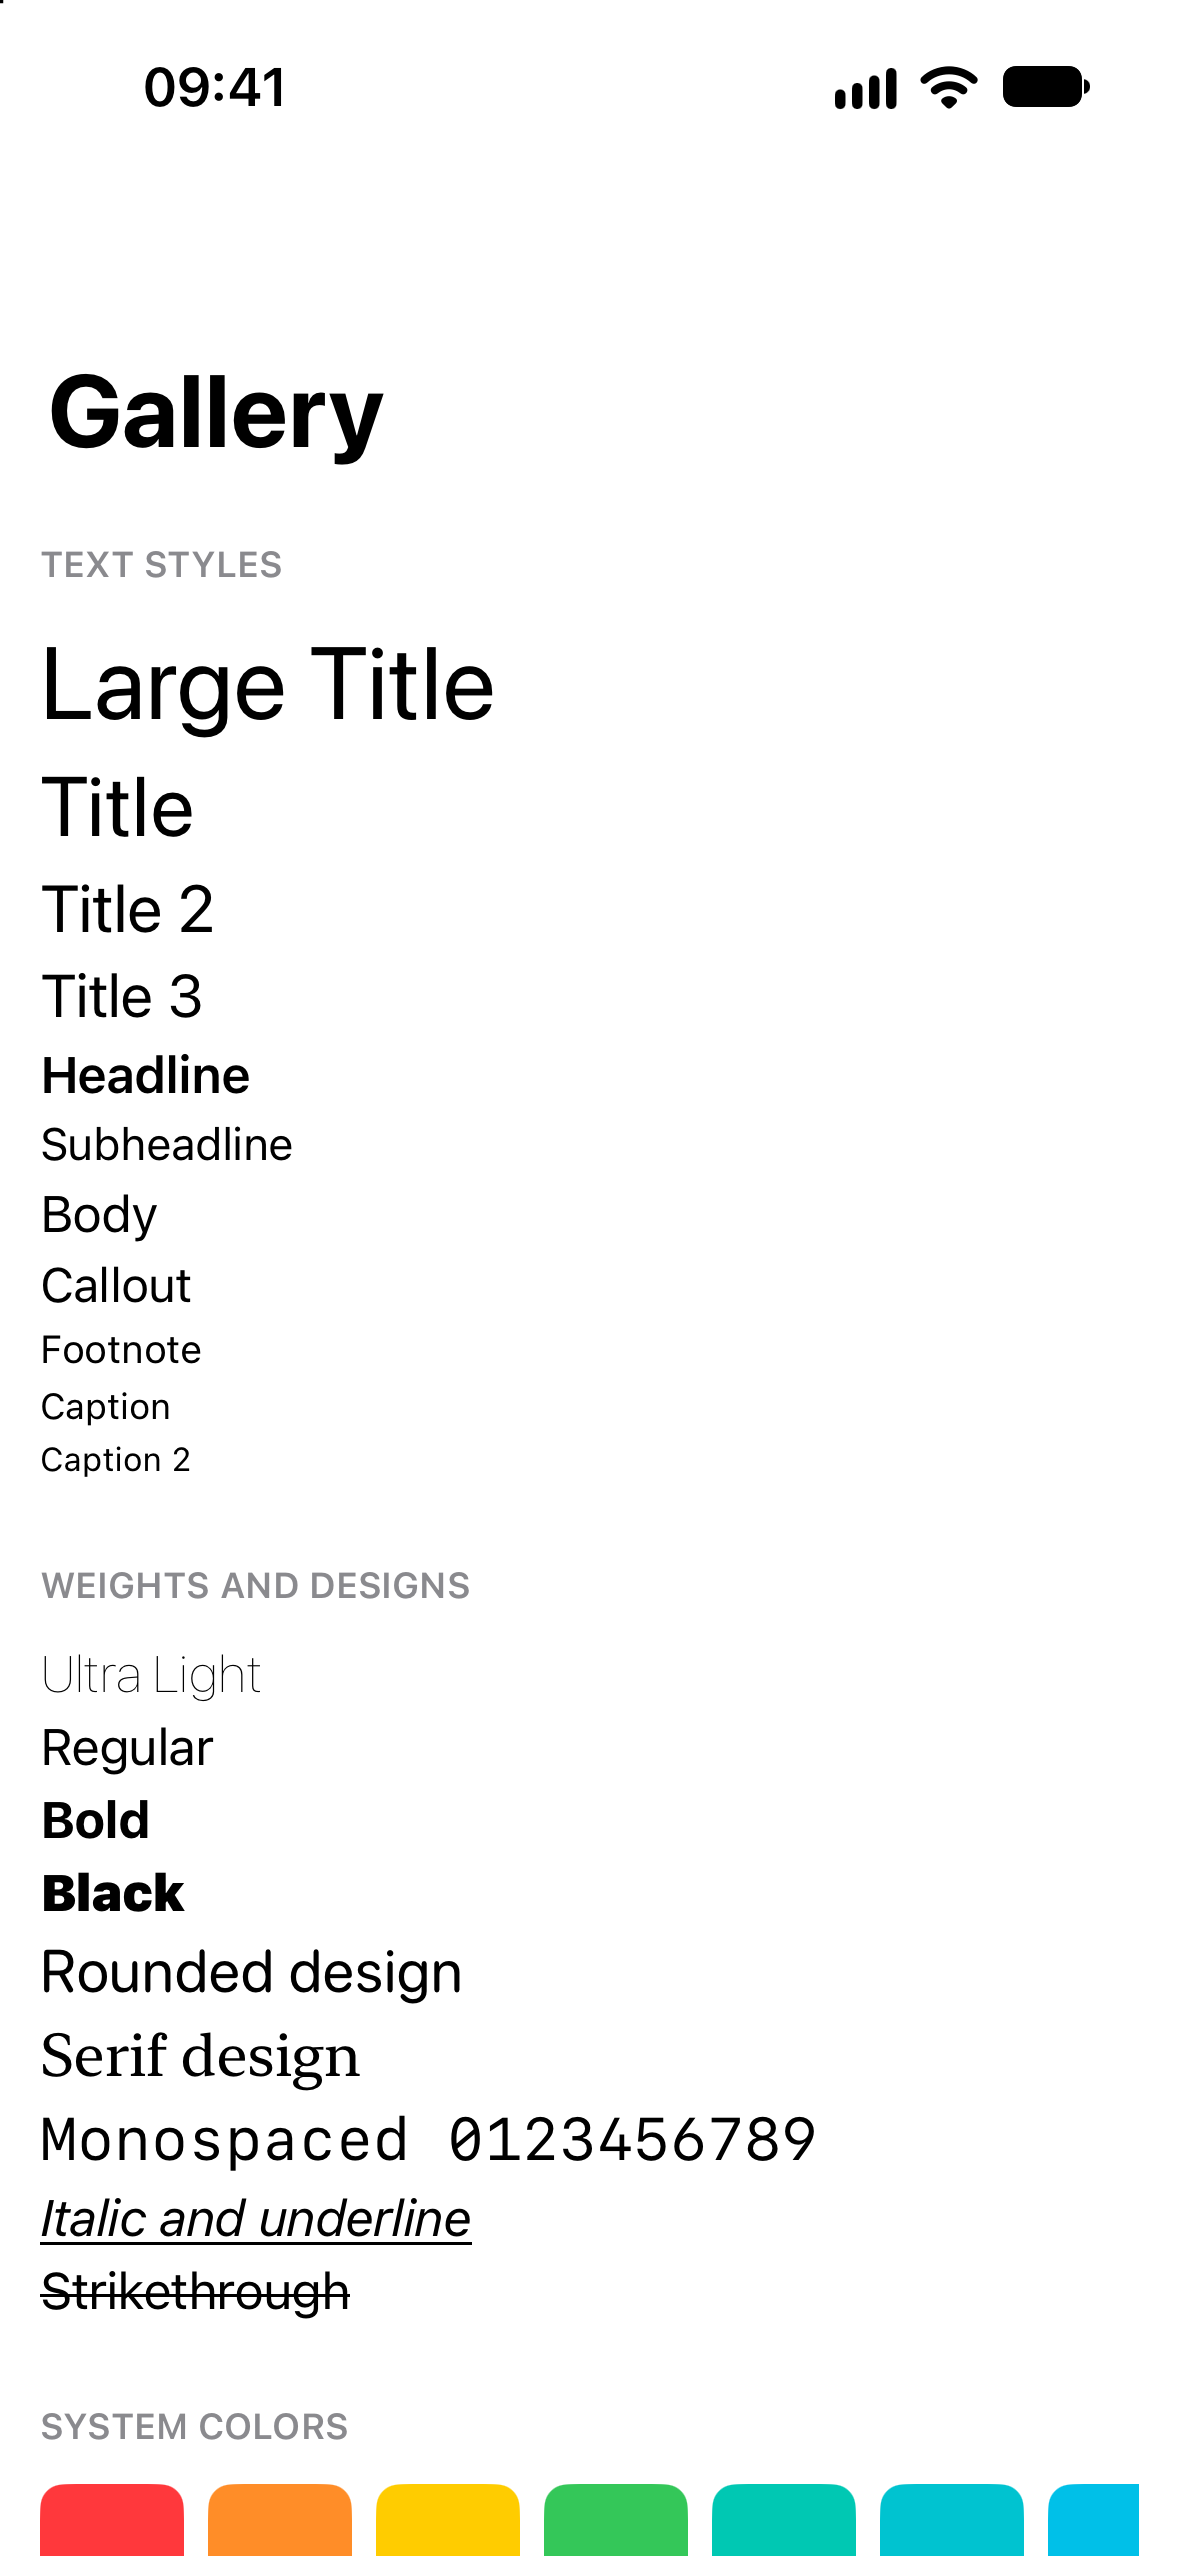 09:41
Gallery
TEXT STYLES
Large Title
Title
Title 2
Title 3
Headline
Subheadline
Body
Callout
Footnote
Caption
Caption 2
WEIGHTS AND DESIGNS
Ultra Light
Regular
Bold
Black
Rounded design
Serif design
Monospaced 0123456789
Italic and underline
Strikethrough
SYSTEM COLORS